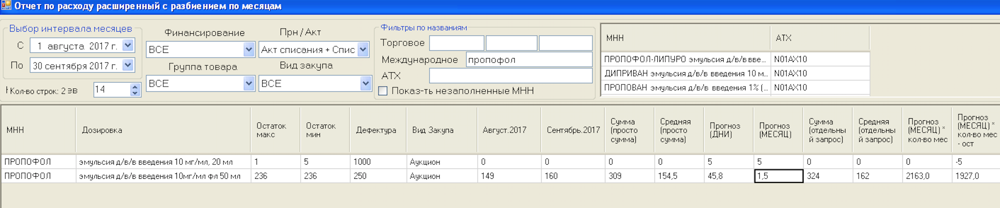 Отчет по расходу расширенный с разбиением по месяцам
Выбор интервала месяцев
С 1 августа 2017 г.
По 30 сентября 2017 г.
Кол-во строк: 2 эв 14
Финансирование
ВСЕ
Группа товара
ВСЕ
Прн / Акт
Акт списания + Спис
Вид закупа
ВСЕ
Фильтры по названиям
Торговое
Международное пропофол
АТХ
Показ-ть незаполненные МНН
МНН АТХ
ПРОПОФОЛ-ЛИПУРО эмульсия д/в/в вве... N01AX10
ДИПРИВАН эмульсия д/в/в введения 10 м... N01AX10
ПРОПОВАН эмульсия д/в/в введения 1% (... N01AX10
МНН Дозировка Остаток макс Остаток мин Дефектура Вид Закупа Август.2017 Сентябрь.2017 Сумма (просто сумма) Средняя (просто сумма) Прогноз (ДНИ) Прогноз (МЕСЯЦ) Сумма (отдельный запрос) Средняя (отдельный запрос) Прогноз (МЕСЯЦ) * кол-во мес Прогноз (МЕСЯЦ) * кол-во мес - ост
ПРОПОФОЛ эмульсия д/в/в введения 10 мг/мл, 20 мл 1 5 1000 Аукцион 0 0 0 0 5 5 0 0 0 -5
ПРОПОФОЛ эмульсия д/в/в введения 10мг/мл фл 50 мл 236 236 250 Аукцион 149 160 309 154,5 45,8 1,5 324 162 2163,0 1927,0